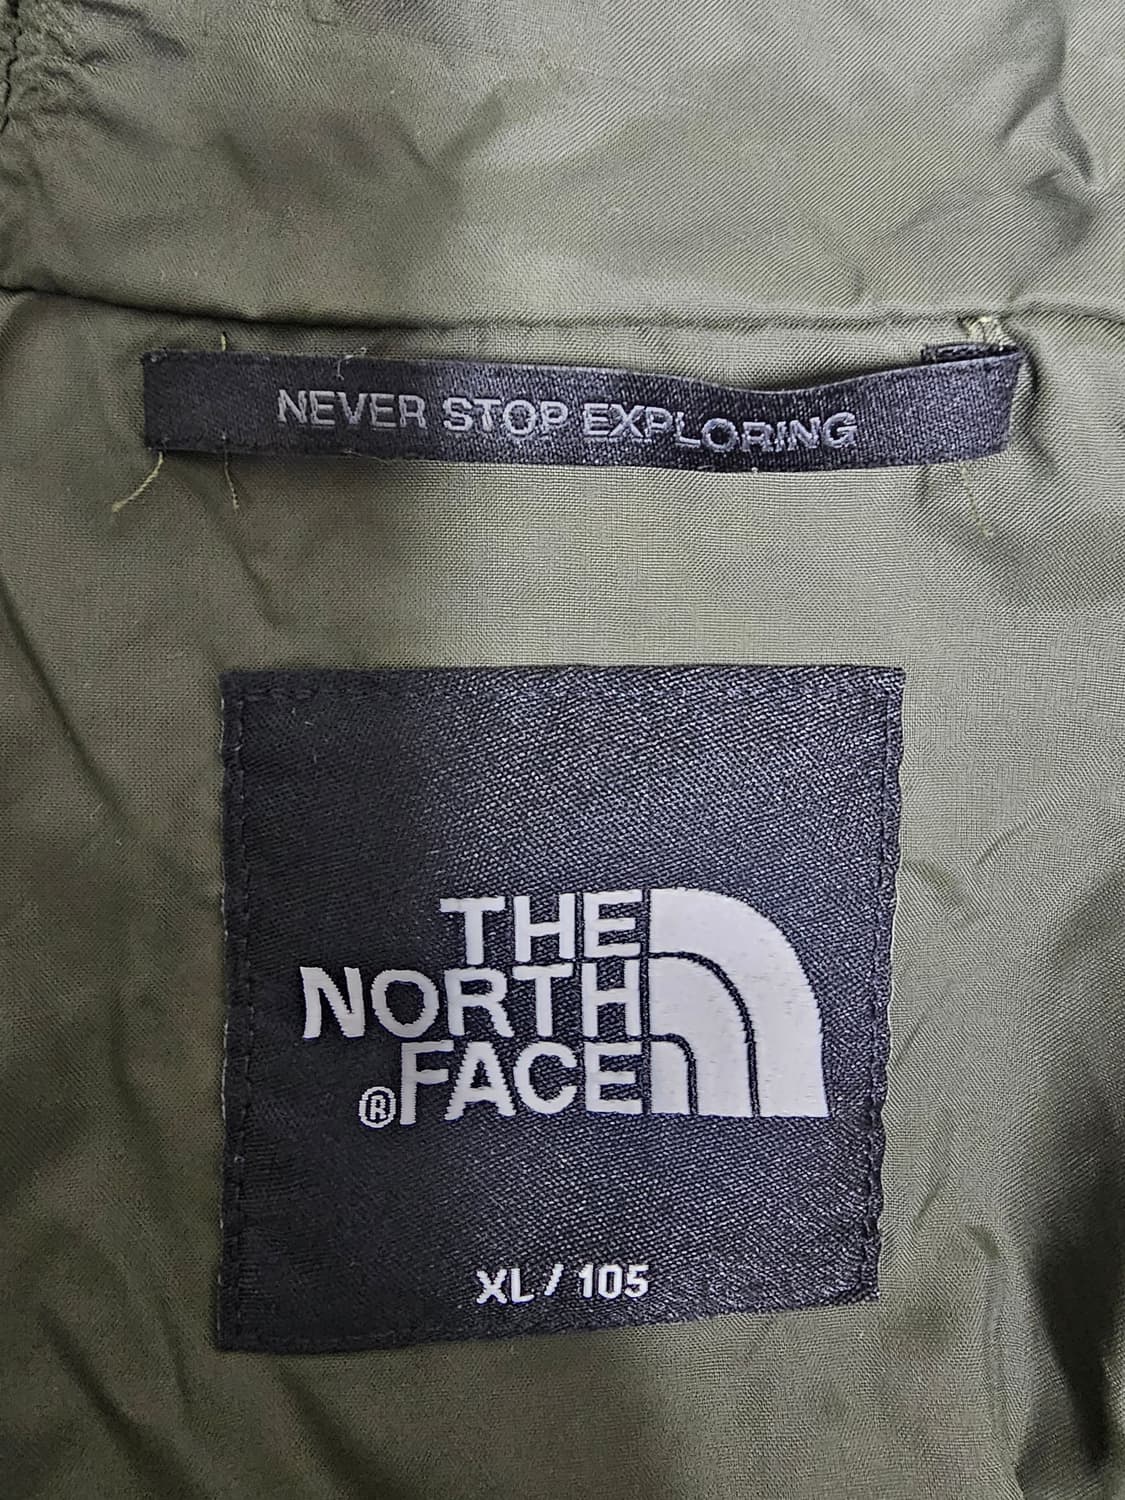 NEVER STOP EXPLORING
THE
NORTH
®FACE
XL / 105